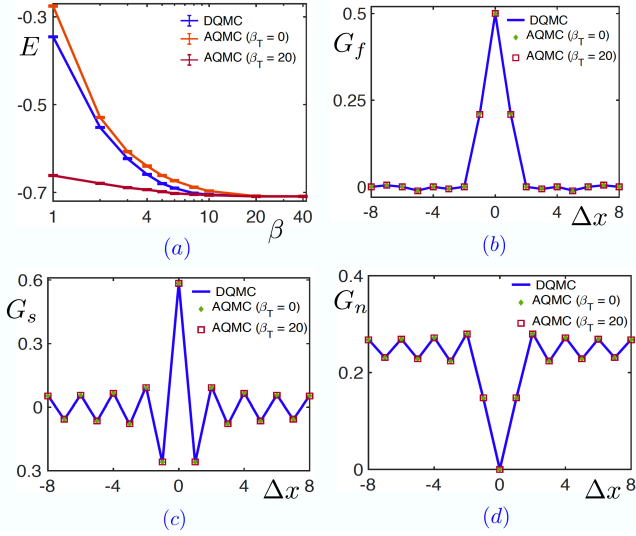 -0.3
E
-0.5
-0.7
DQMC
AQMC (β_T = 0)
AQMC (β_T = 20)
1 2 4 10 20 40
β
(a)
0.5
G_f
0.25
0
DQMC
AQMC (β_T = 0)
AQMC (β_T = 20)
-8 -4 0 4 8
Δx
(b)
0.6
G_s
0.3
0
0.3
DQMC
AQMC (β_T = 0)
AQMC (β_T = 20)
-8 -4 0 4 8
Δx
(c)
0.4
G_n
0.2
0
DQMC
AQMC (β_T = 0)
AQMC (β_T = 20)
-8 -4 0 4 8
Δx
(d)